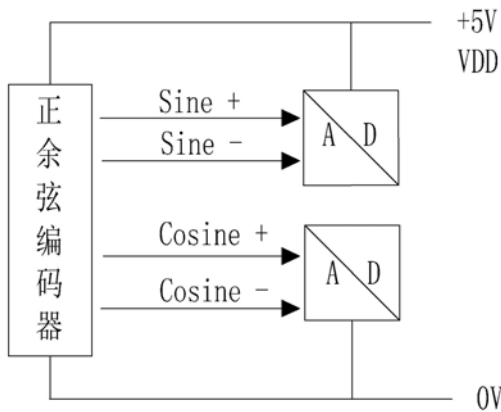 +5V
VDD
正余弦编码器
Sine +
Sine -
A D
Cosine +
Cosine -
A D
0V